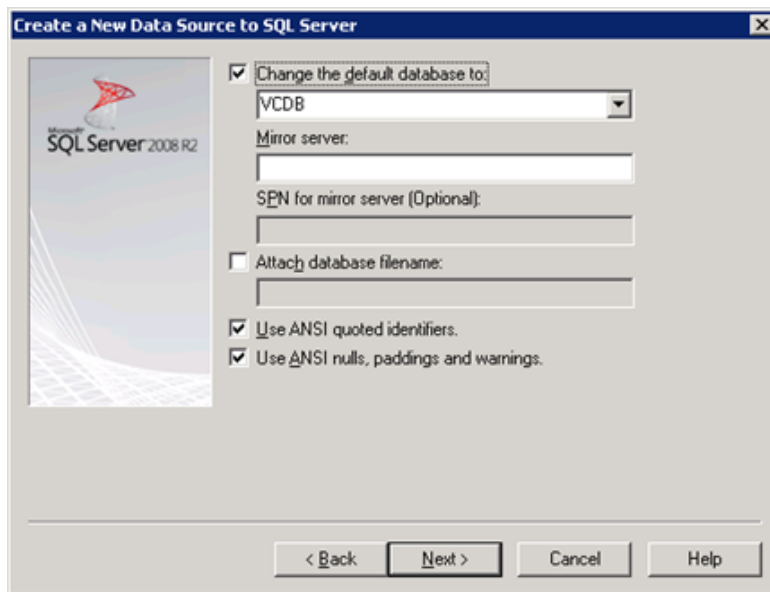 Create a New Data Source to SQL Server
Microsoft
SQL Server 2008 R2
Change the default database to:
VCDB
Mirror server:
SPN for mirror server (Optional):
Attach database filename:
Use ANSI quoted identifiers.
Use ANSI nulls, paddings and warnings.
< Back
Next >
Cancel
Help